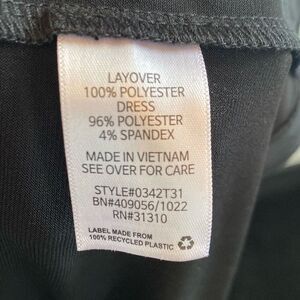 LAYOVER
100% POLYESTER
DRESS
96% POLYESTER
4% SPANDEX
MADE IN VIETNAM
SEE OVER FOR CARE
STYLE#0342T31
BN#409056/1022
RN#31310
LABEL MADE FROM
100% RECYCLED PLASTIC